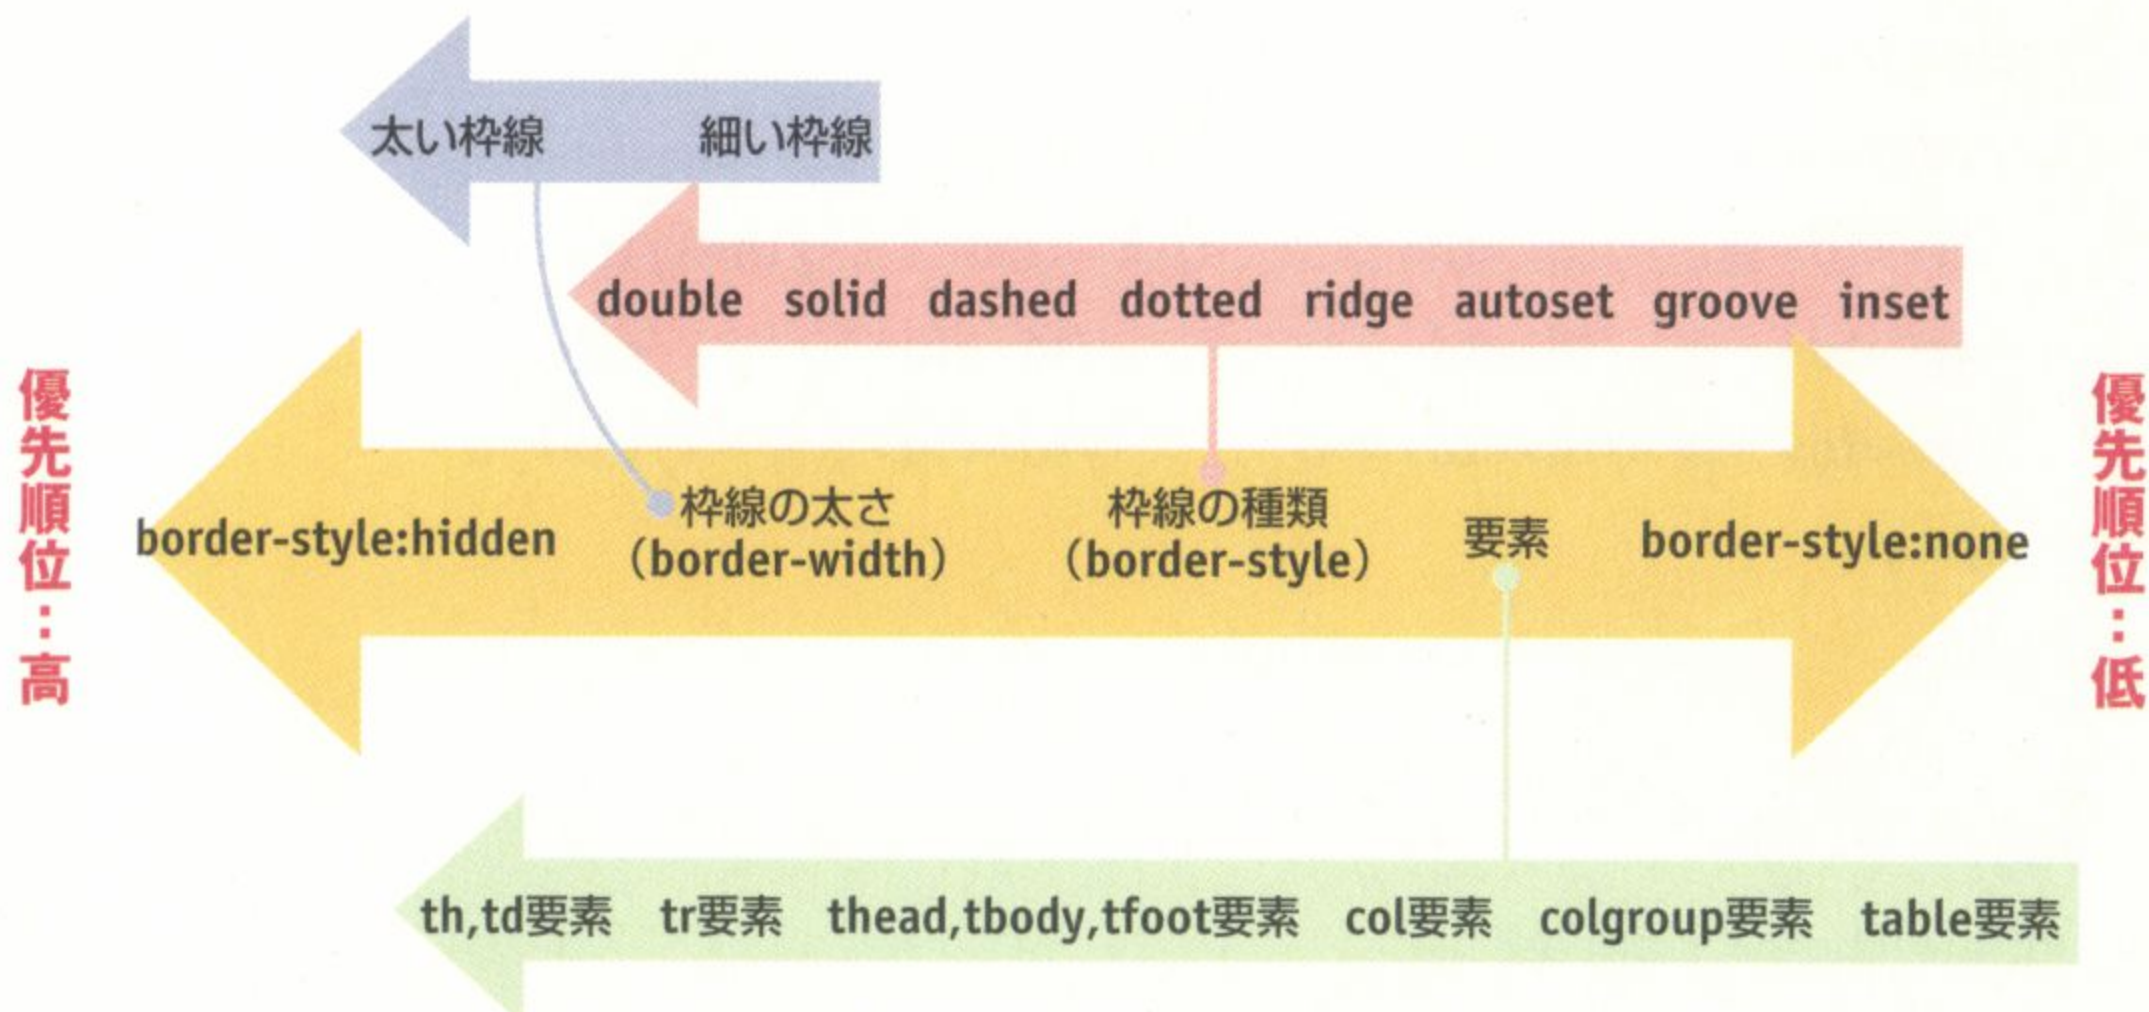 太い枠線 細い枠線
double solid dashed dotted ridge autoset groove inset
優先順位：高
border-style:hidden
枠線の太さ
（border-width）
枠線の種類
（border-style）
要素
border-style:none
優先順位：低
th,td要素 tr要素 thead,tbody,tfoot要素 col要素 colgroup要素 table要素